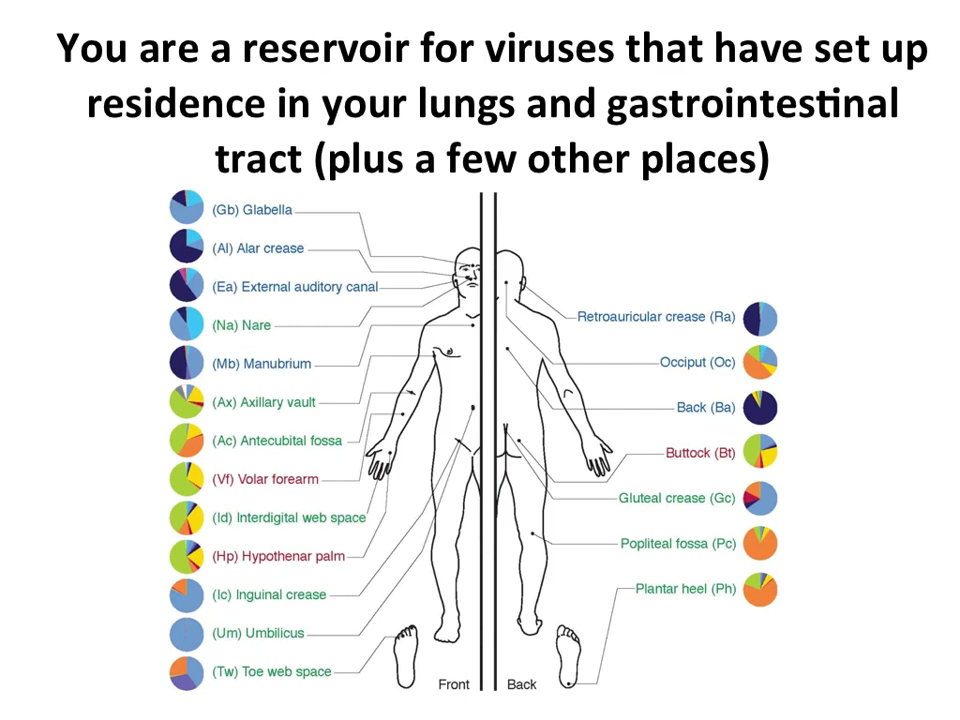 You are a reservoir for viruses that have set up
residence in your lungs and gastrointestinal
tract (plus a few other places)
(Gb) Glabella
(Al) Alar crease
(Ea) External auditory canal
(Na) Nare
(Mb) Manubrium
(Ax) Axillary vault
(Ac) Antecubital fossa
(Vf) Volar forearm
(Id) Interdigital web space
(Hp) Hypothenar palm
(Ic) Inguinal crease
(Um) Umbilicus
(Tw) Toe web space
Retroauricular crease (Ra)
Occiput (Oc)
Back (Ba)
Buttock (Bt)
Gluteal crease (Gc)
Popliteal fossa (Pc)
Plantar heel (Ph)
Front
Back